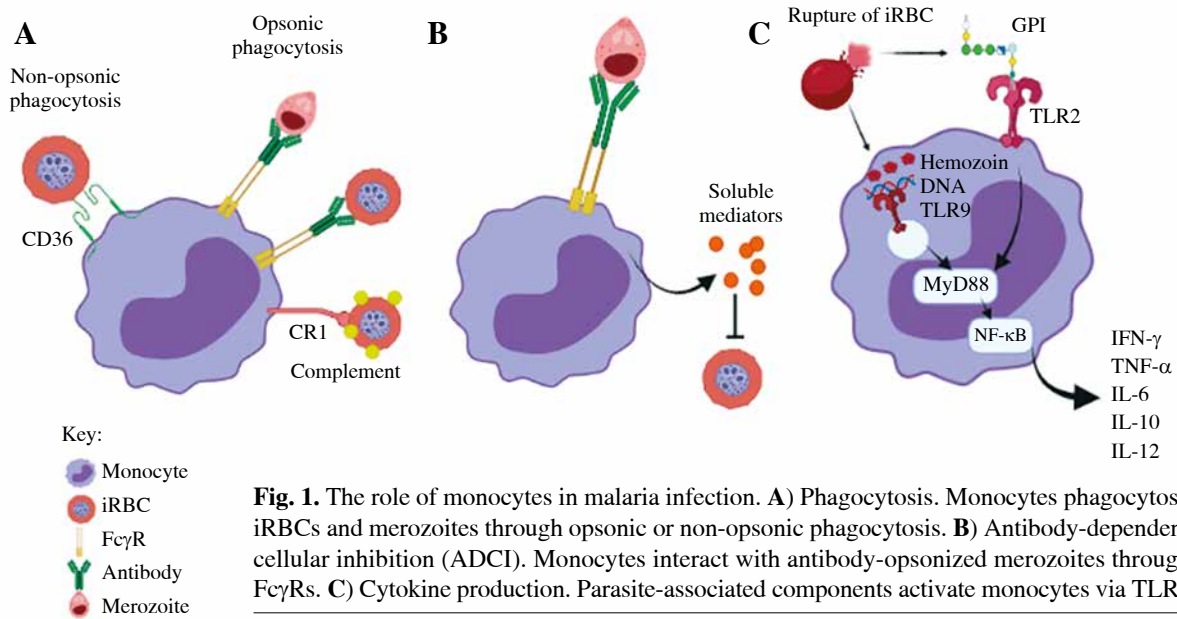 A
Non-opsonic
phagocytosis
Opsonic
phagocytosis
CD36
CR1
Complement
B
Soluble
mediators
C
Rupture of iRBC
GPI
TLR2
Hemozoin
DNA
TLR9
MyD88
NF-κB
IFN-γ
TNF-α
IL-6
IL-10
IL-12
Key:
Monocyte
iRBC
FcγR
Antibody
Merozoite
Fig. 1. The role of monocytes in malaria infection. A) Phagocytosis. Monocytes phagocytos
iRBCs and merozoites through opsonic or non-opsonic phagocytosis. B) Antibody-dependen
cellular inhibition (ADCI). Monocytes interact with antibody-opsonized merozoites throug
FcγRs. C) Cytokine production. Parasite-associated components activate monocytes via TLR